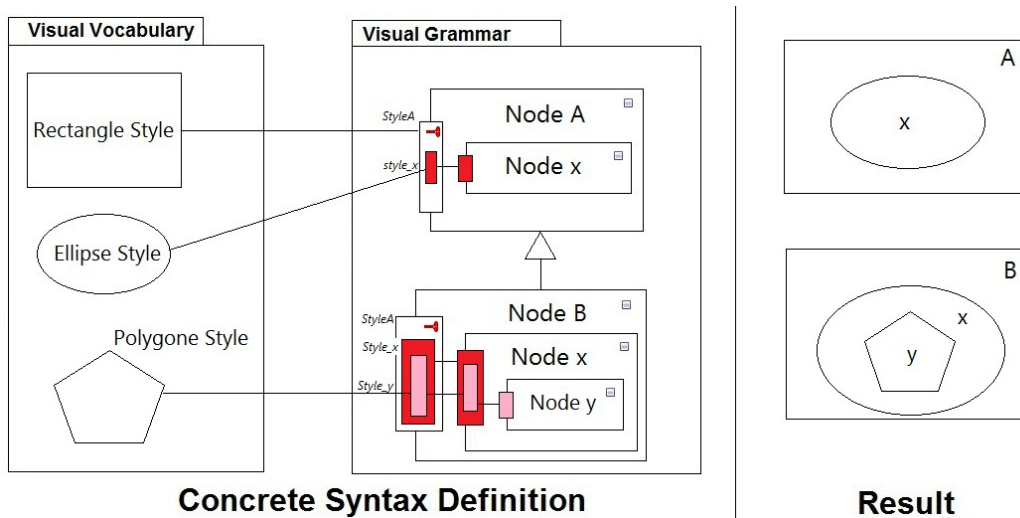 Visual Vocabulary
Rectangle Style
Ellipse Style
Polygone Style
Visual Grammar
StyleA
Node A
style_x
Node x
StyleA
Node B
Style_x
Node x
Style_y
Node y
Concrete Syntax Definition
A
x
B
x
y
Result